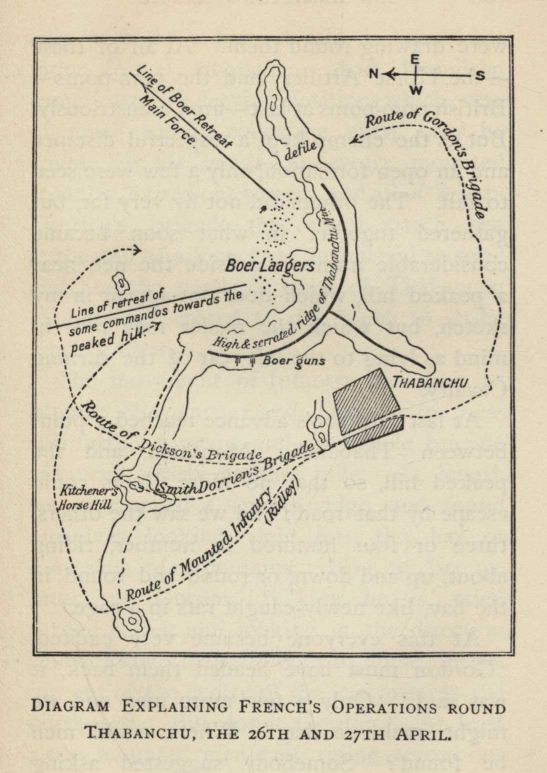 E
N S
W
Line of Boer Retreat
Main Force.
Route of Gordon's Brigade
defile
Boer Laagers
Line of retreat of
some commandos towards the
peaked hill
High & serrated ridge of Thabanchu Mtn
Boer guns
THABANCHU
Route of
Dickson's Brigade
Smith Dorrien's Brigade
Kitchener's
Horse Hill
Route of Mounted Infantry
(Ridley)
DIAGRAM EXPLAINING FRENCH'S OPERATIONS ROUND
THABANCHU, THE 26TH AND 27TH APRIL.